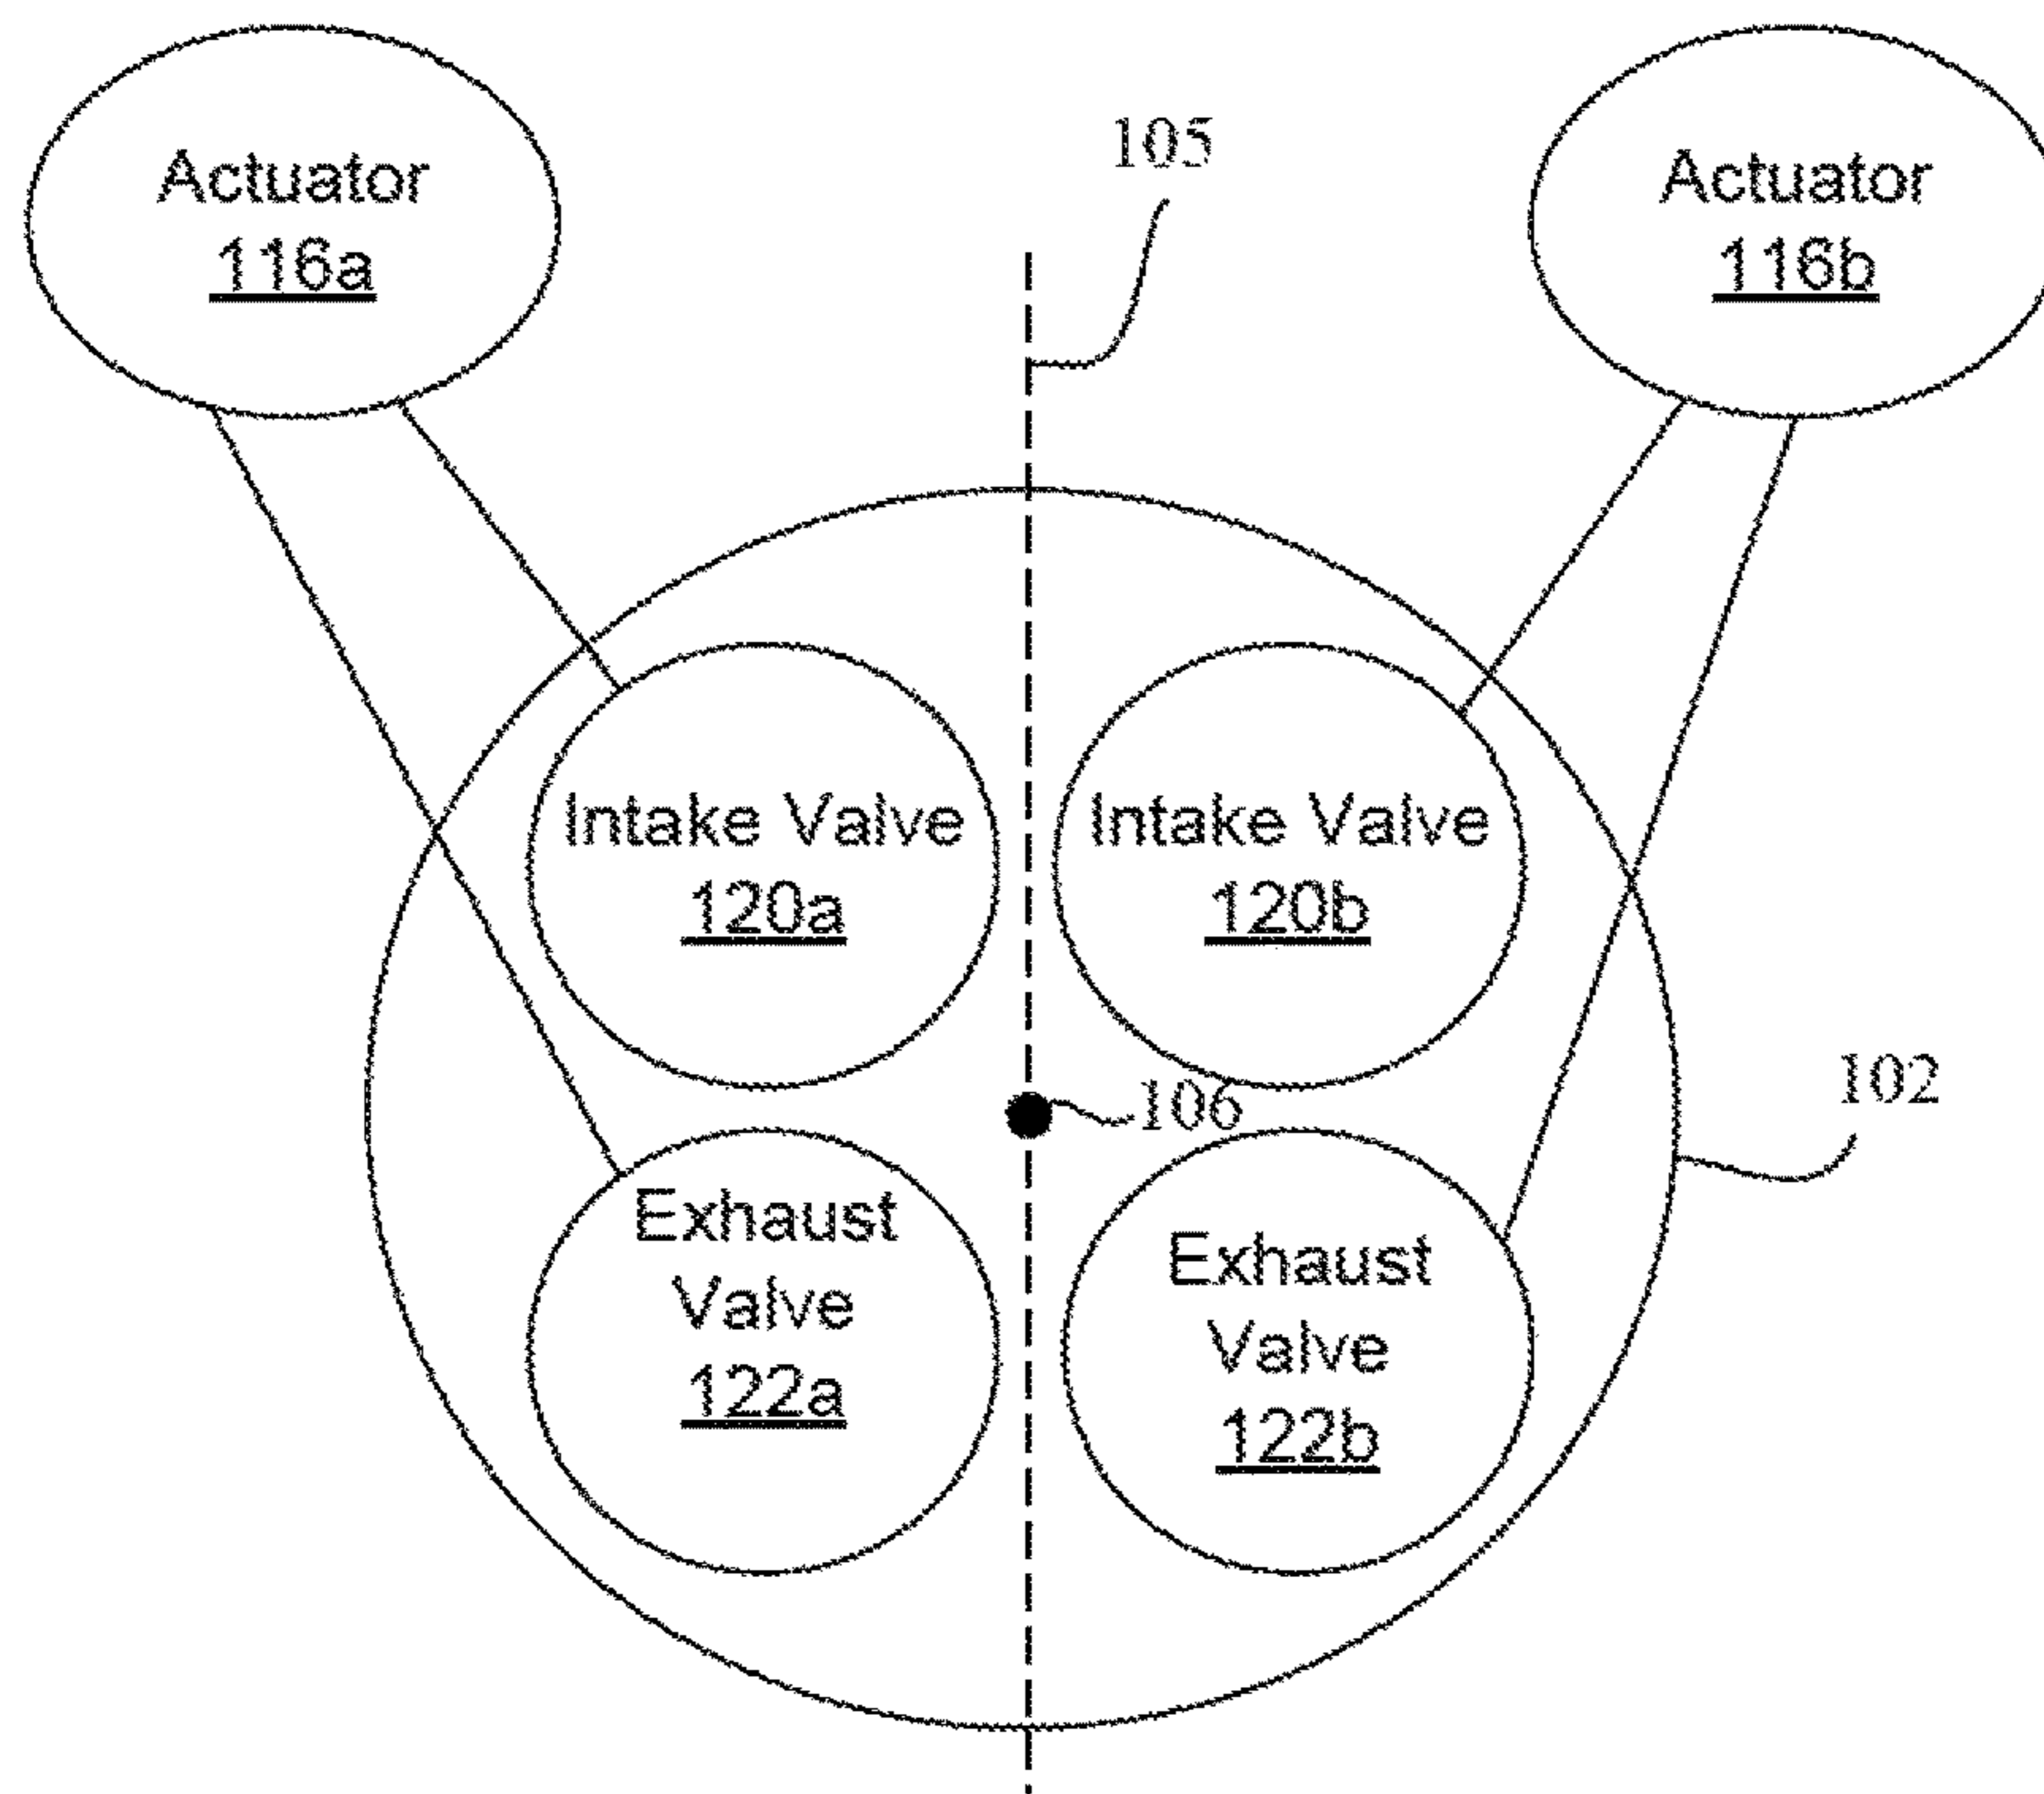 Actuator
116a
105
Actuator
116b
Intake Valve
120a
Intake Valve
120b
106
102
Exhaust
Valve
122a
Exhaust
Valve
122b